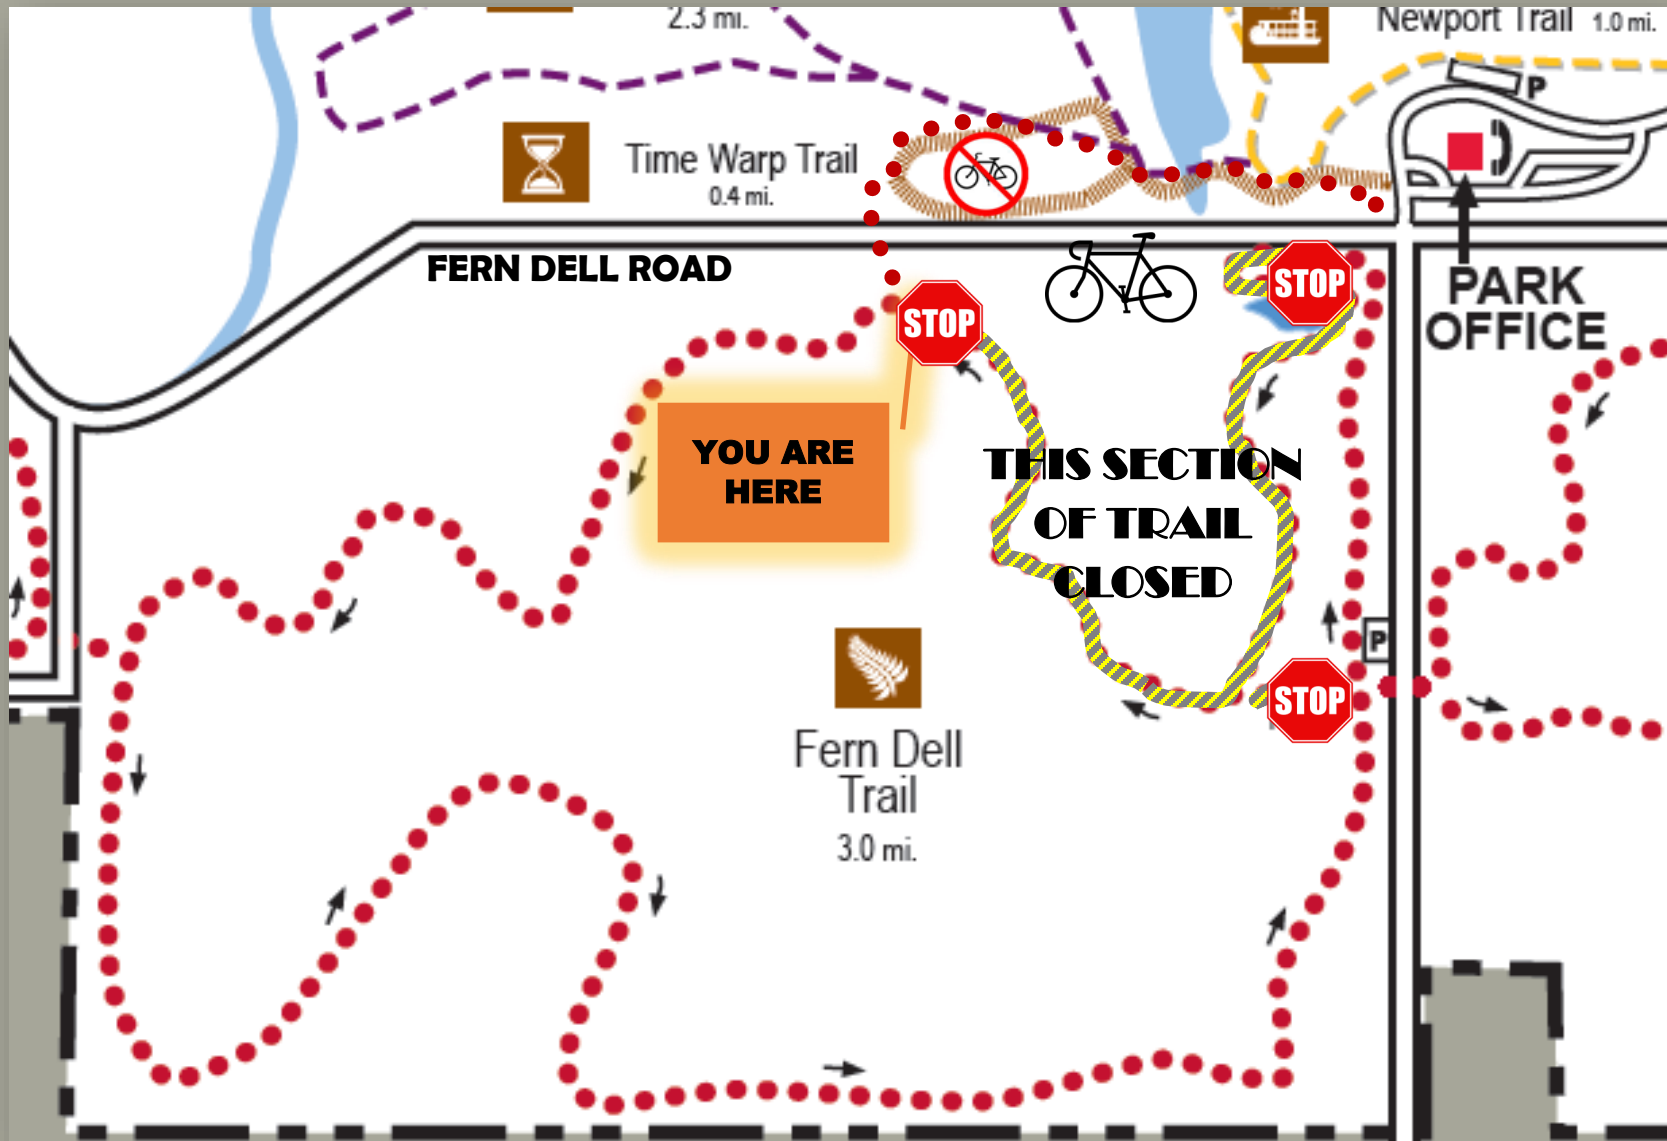 2.3 mi.
Newport Trail 1.0 mi.
P
Time Warp Trail
0.4 mi.
FERN DELL ROAD
STOP
PARK
OFFICE
STOP
YOU ARE
HERE
THIS SECTION
OF TRAIL
CLOSED
P
STOP
Fern Dell
Trail
3.0 mi.